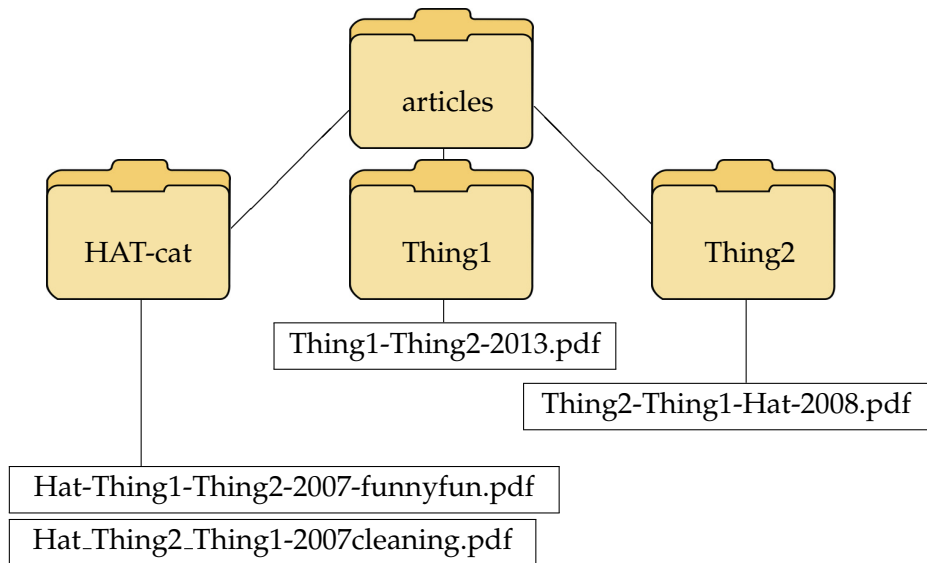 articles
HAT-cat
Thing1
Thing2
Thing1-Thing2-2013.pdf
Thing2-Thing1-Hat-2008.pdf
Hat-Thing1-Thing2-2007-funnyfun.pdf
Hat_Thing2_Thing1-2007cleaning.pdf